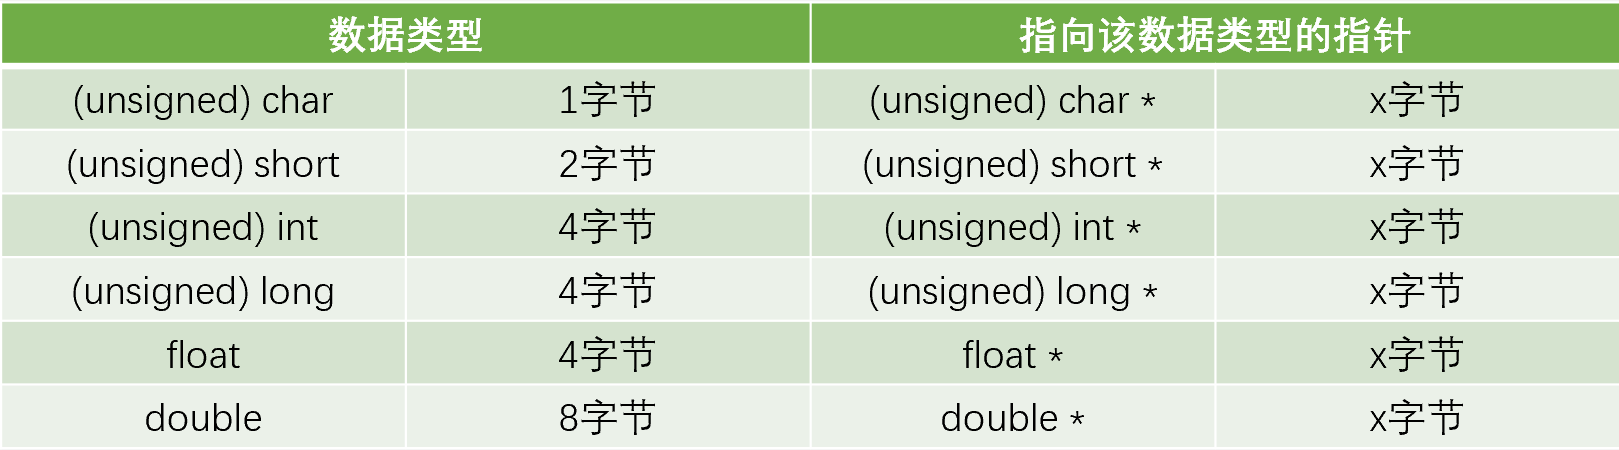 数据类型 指向该数据类型的指针
(unsigned) char 1字节 (unsigned) char * x字节
(unsigned) short 2字节 (unsigned) short * x字节
(unsigned) int 4字节 (unsigned) int * x字节
(unsigned) long 4字节 (unsigned) long * x字节
float 4字节 float * x字节
double 8字节 double * x字节